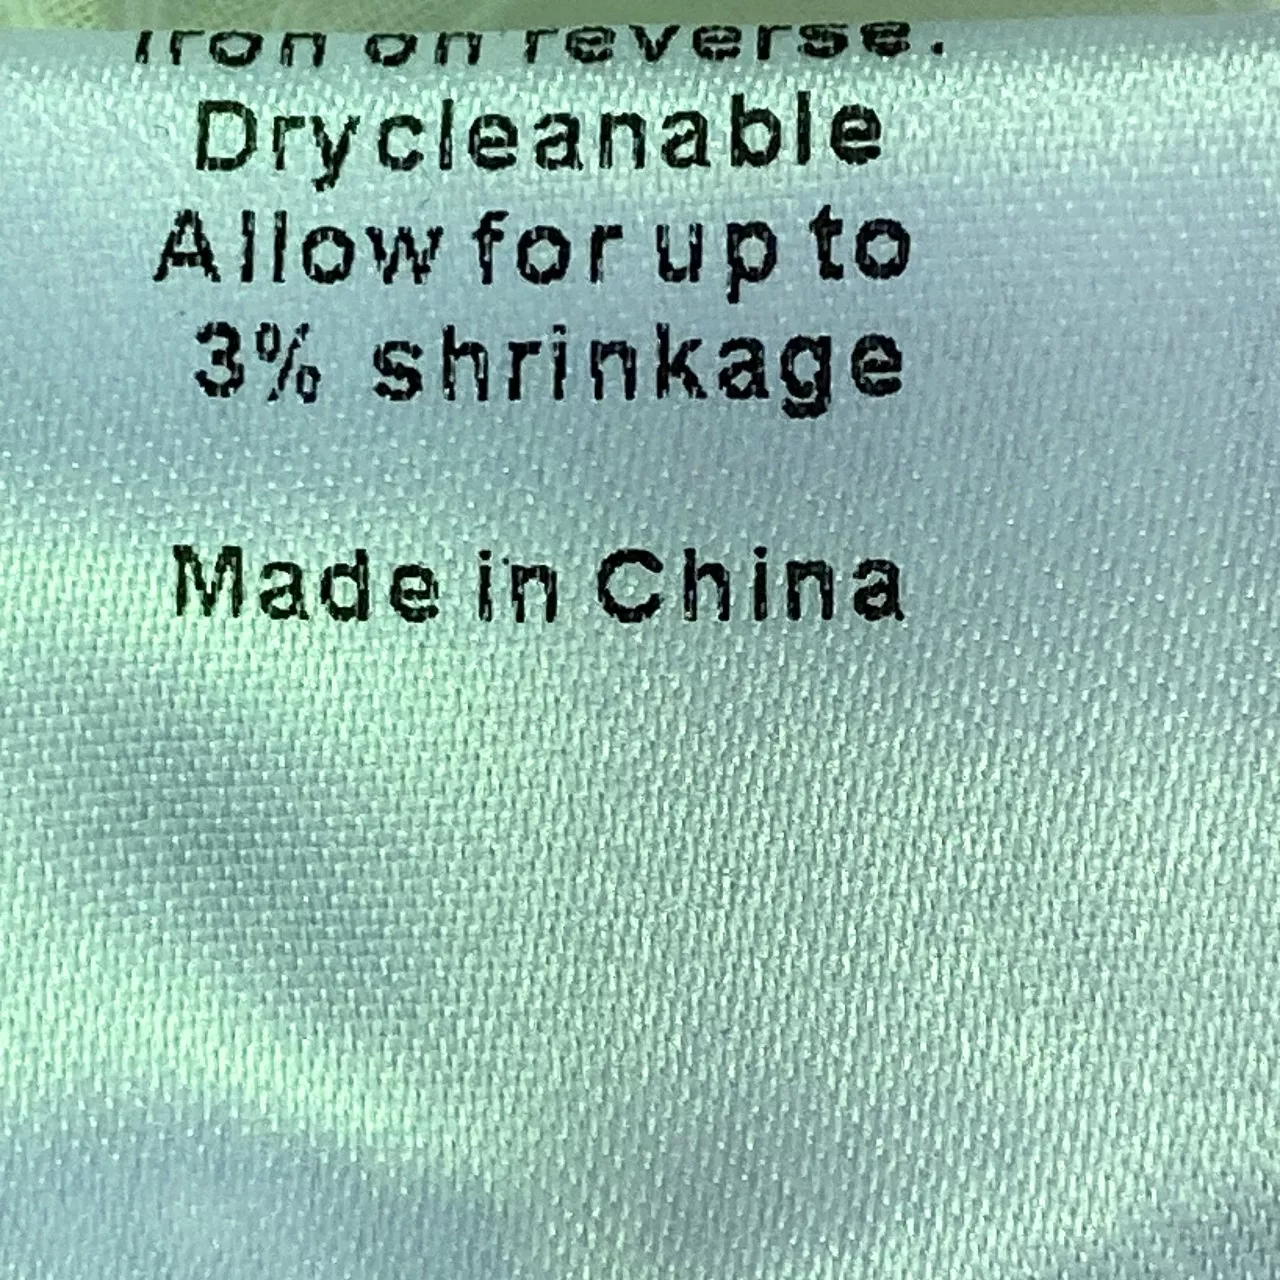 Iron on reverse.
Drycleanable
Allow for up to
3% shrinkage
Made in China